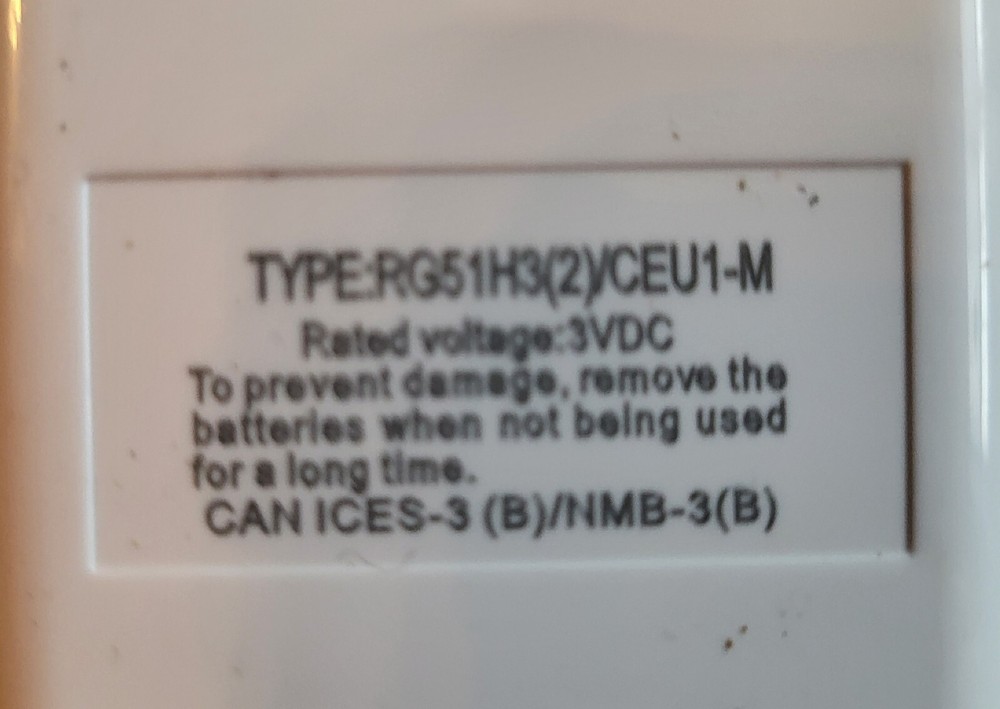 TYPE:RG51H3(2)/CEU1-M
Rated voltage:3VDC
To prevent damage, remove the
batteries when not being used
for a long time.
CAN ICES-3 (B)/NMB-3(B)